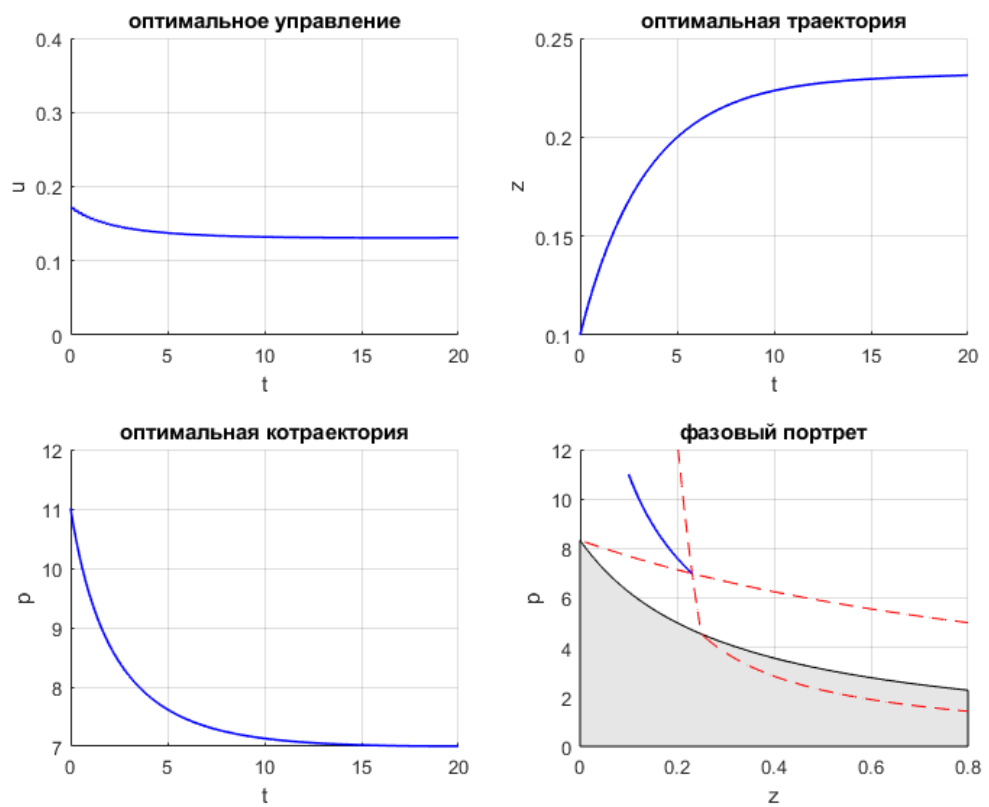 оптимальное управление
0.4
0.3
0.2
0.1
0
u
0 5 10 15 20
t
оптимальная траектория
0.25
0.2
0.15
0.1
z
0 5 10 15 20
t
оптимальная котраектория
12
11
10
9
8
7
p
0 5 10 15 20
t
фазовый портрет
12
10
8
6
4
2
0
p
0 0.2 0.4 0.6 0.8
z